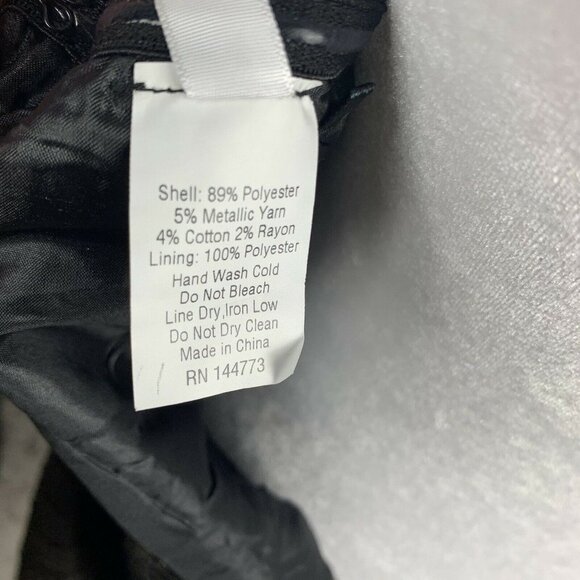 Shell: 89% Polyester
5% Metallic Yarn
4% Cotton 2% Rayon
Lining: 100% Polyester
Hand Wash Cold
Do Not Bleach
Line Dry,Iron Low
Do Not Dry Clean
Made in China
RN 144773